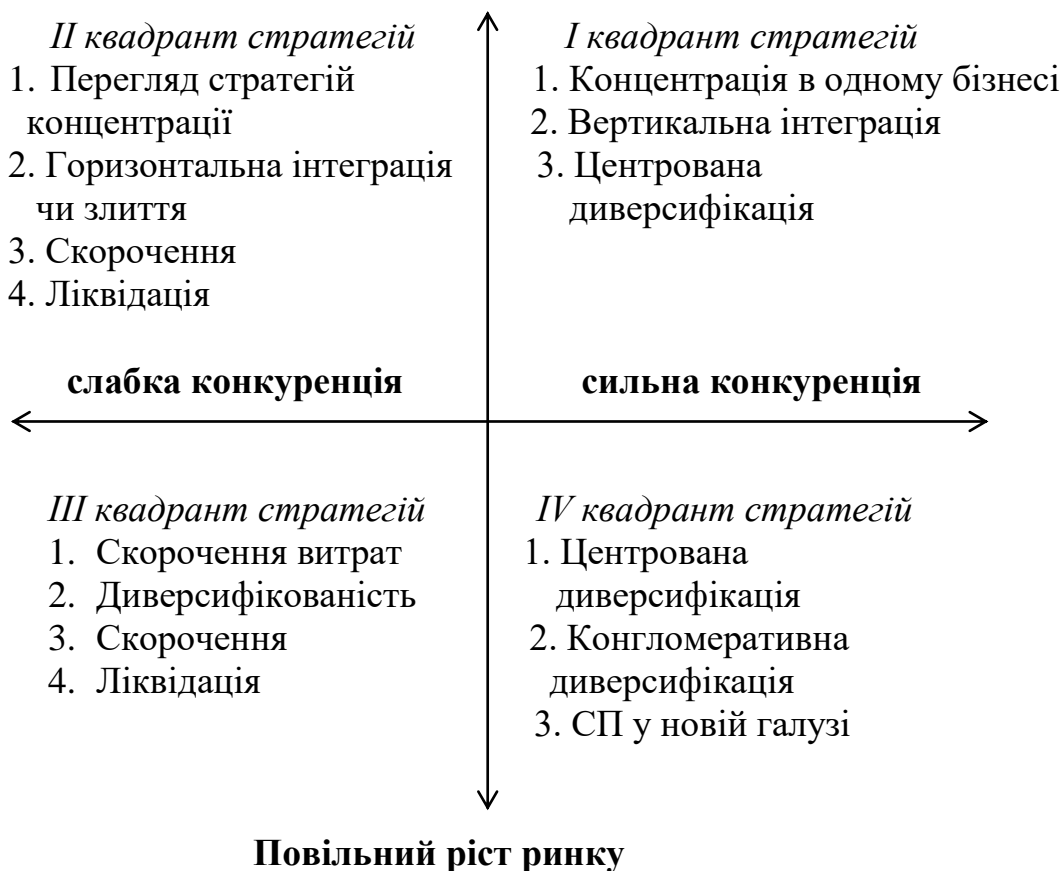 II квадрант стратегій
1. Перегляд стратегій
концентрації
2. Горизонтальна інтеграція
чи злиття
3. Скорочення
4. Ліквідація
I квадрант стратегій
1. Концентрація в одному бізнесі
2. Вертикальна інтеграція
3. Центрована
диверсифікація
слабка конкуренція
сильна конкуренція
III квадрант стратегій
1. Скорочення витрат
2. Диверсифікованість
3. Скорочення
4. Ліквідація
IV квадрант стратегій
1. Центрована
диверсифікація
2. Конгломеративна
диверсифікація
3. СП у новій галузі
Повільний ріст ринку